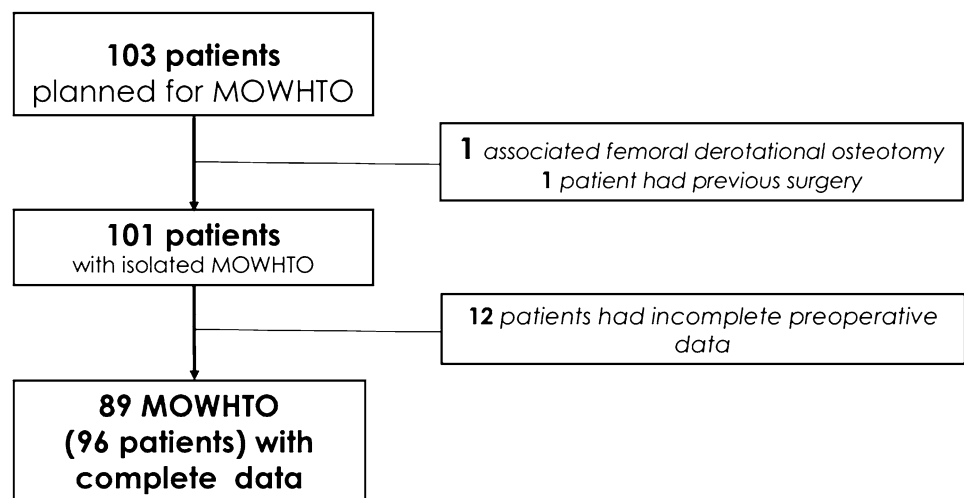 103 patients
planned for MOWHTO
1 associated femoral derotational osteotomy
1 patient had previous surgery
101 patients
with isolated MOWHTO
12 patients had incomplete preoperative
data
89 MOWHTO
(96 patients) with
complete data